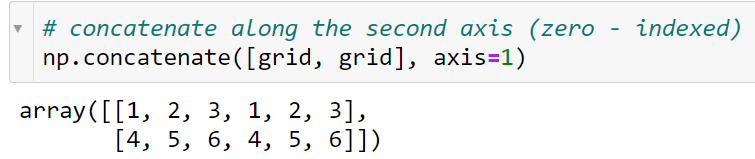 # concatenate along the second axis (zero - indexed)
np.concatenate([grid, grid], axis=1)
array([[1, 2, 3, 1, 2, 3],
       [4, 5, 6, 4, 5, 6]])